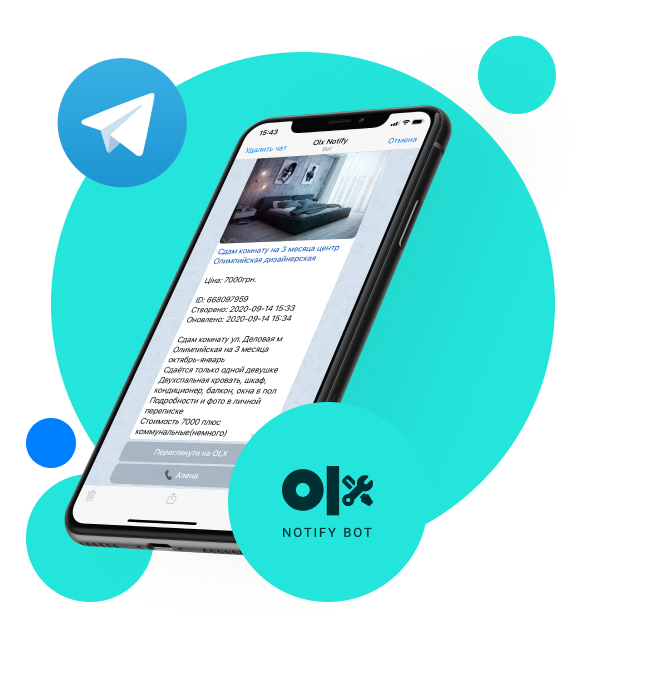 15:43
Olx Notify
бот
Удалить чат
Отмена
Сдам комнату на 3 месяца центр
Олимпийская дизайнерская
Ціна: 7000грн.
ID: 668097959
Створено: 2020-09-14 15:33
Оновлено: 2020-09-14 15:34
Сдам комнату ул. Деловая м
Олимпийская на 3 месяца
октябрь-январь
Сдаётся только одной девушке
Двухспальная кровать, шкаф,
кондиционер, балкон, окна в пол
Подробности и фото в личной
переписке
Стоимость 7000 плюс
коммунальные(немного)
Переглянути на OLX
Алена
olx
NOTIFY BOT